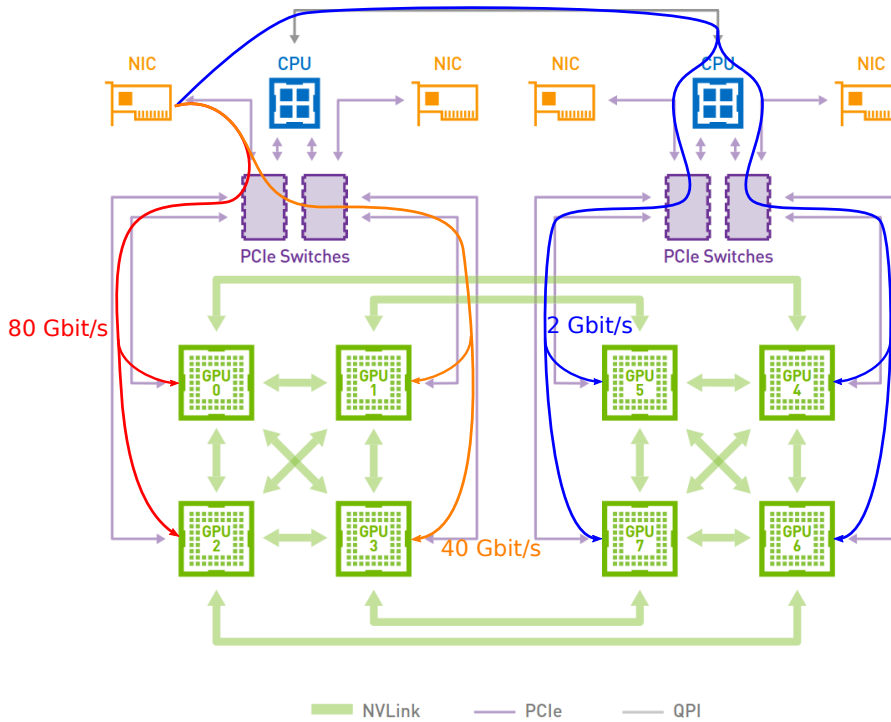 NIC
CPU
NIC
NIC
CPU
NIC
PCIe Switches
PCIe Switches
80 Gbit/s
2 Gbit/s
GPU
0
GPU
1
GPU
5
GPU
4
GPU
2
GPU
3
GPU
7
GPU
6
40 Gbit/s
NVLink
PCIe
QPI